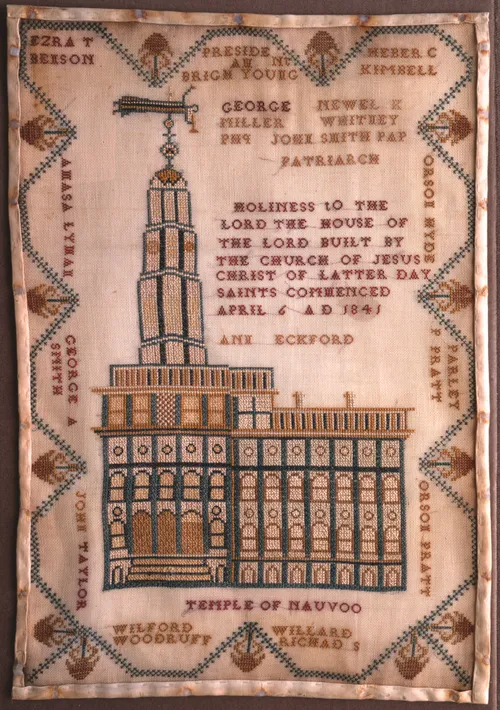 EZRA T
BENSON
PRESIDE
NT
BRIGM YOUNG
HEBER C
KIMBELL
GEORGE
MILLER
NEWEL K
WHITNEY
JOHN SMITH PAP
PATRIARCH
AMASA LYMAN
ORSON HYDE
HOLINESS tO THE
LORD THE HOUSE OF
THE LORD BUILT BY
THE CHURCH OF JESUS
CHRIST OF LATTER DAY
SAINTS COMMENCED
APRIL 6 A D 1841
ANN ECKFORD
GEORGE A
SMITH
PARLEY
P PRATT
JOHN TAYLOR
ORSON PRATT
TEMPLE OF NAUVOO
WILFORD
WOODRUFF
WILLARD
RICHAD S